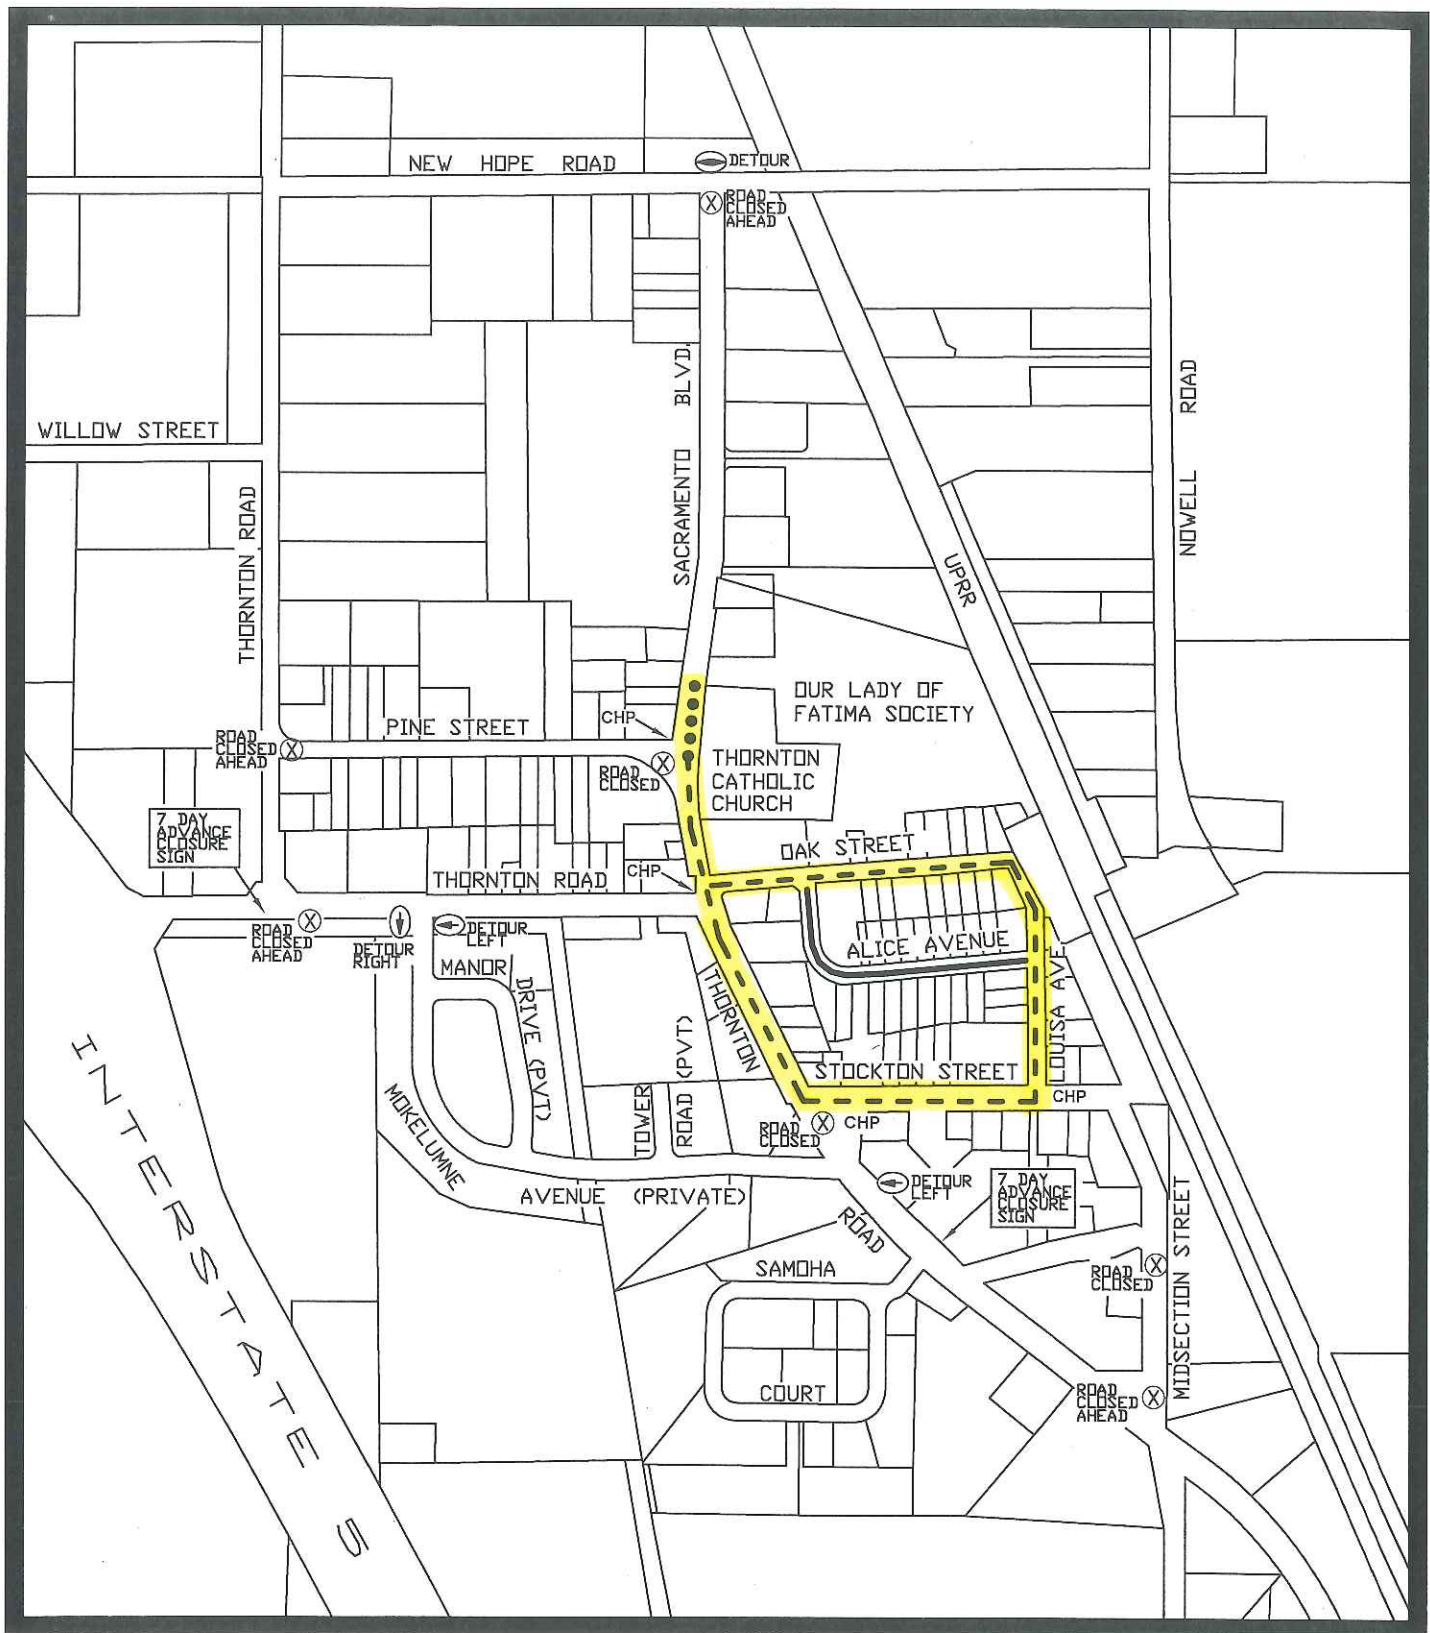 NEW HOPE ROAD
DETOUR
ROAD
CLOSED
AHEAD
SACRAMENTO BLVD.
WILLOW STREET
THORNTON ROAD
NOWELL ROAD
UPRR
OUR LADY OF
FATIMA SOCIETY
PINE STREET
CHP
ROAD
CLOSED
AHEAD
ROAD
CLOSED
THORNTON
CATHOLIC
CHURCH
7 DAY
ADVANCE
CLOSURE
SIGN
OAK STREET
THORNTON ROAD
CHP
ROAD
CLOSED
AHEAD
DETOUR
RIGHT
DETOUR
LEFT
MANOR
DRIVE (PVT)
ALICE AVENUE
LOUISA AVE
THORNTON
STOCKTON STREET
TOWER
ROAD (PVT)
CHP
ROAD
CLOSED
CHP
MOKELUMNE
AVENUE (PRIVATE)
DETOUR
LEFT
7 DAY
ADVANCE
CLOSURE
SIGN
ROAD
SAMOHA
COURT
ROAD
CLOSED
MIDSECTION STREET
ROAD
CLOSED
AHEAD
INTERSTATE 5